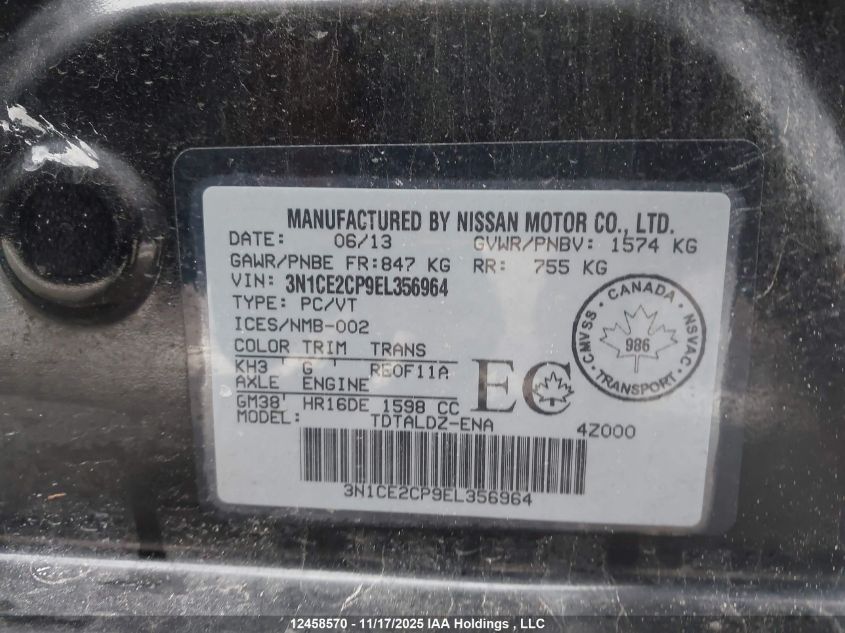 MANUFACTURED BY NISSAN MOTOR CO., LTD.
DATE: 06/13 GVWR/PNBV: 1574 KG
GAWR/PNBE FR:847 KG RR: 755 KG
VIN: 3N1CE2CP9EL356964
TYPE: PC/VT
ICES/NMB-002
COLOR TRIM TRANS
KH3 ' G ' RE0F11A
AXLE ENGINE
GM38' HR16DE 1598 CC
MODEL: TDTALDZ-ENA 4Z000
EC
CANADA
CMVSS 986 NSVAC
TRANSPORT
3N1CE2CP9EL356964
12458570 - 11/17/2025 IAA Holdings, LLC